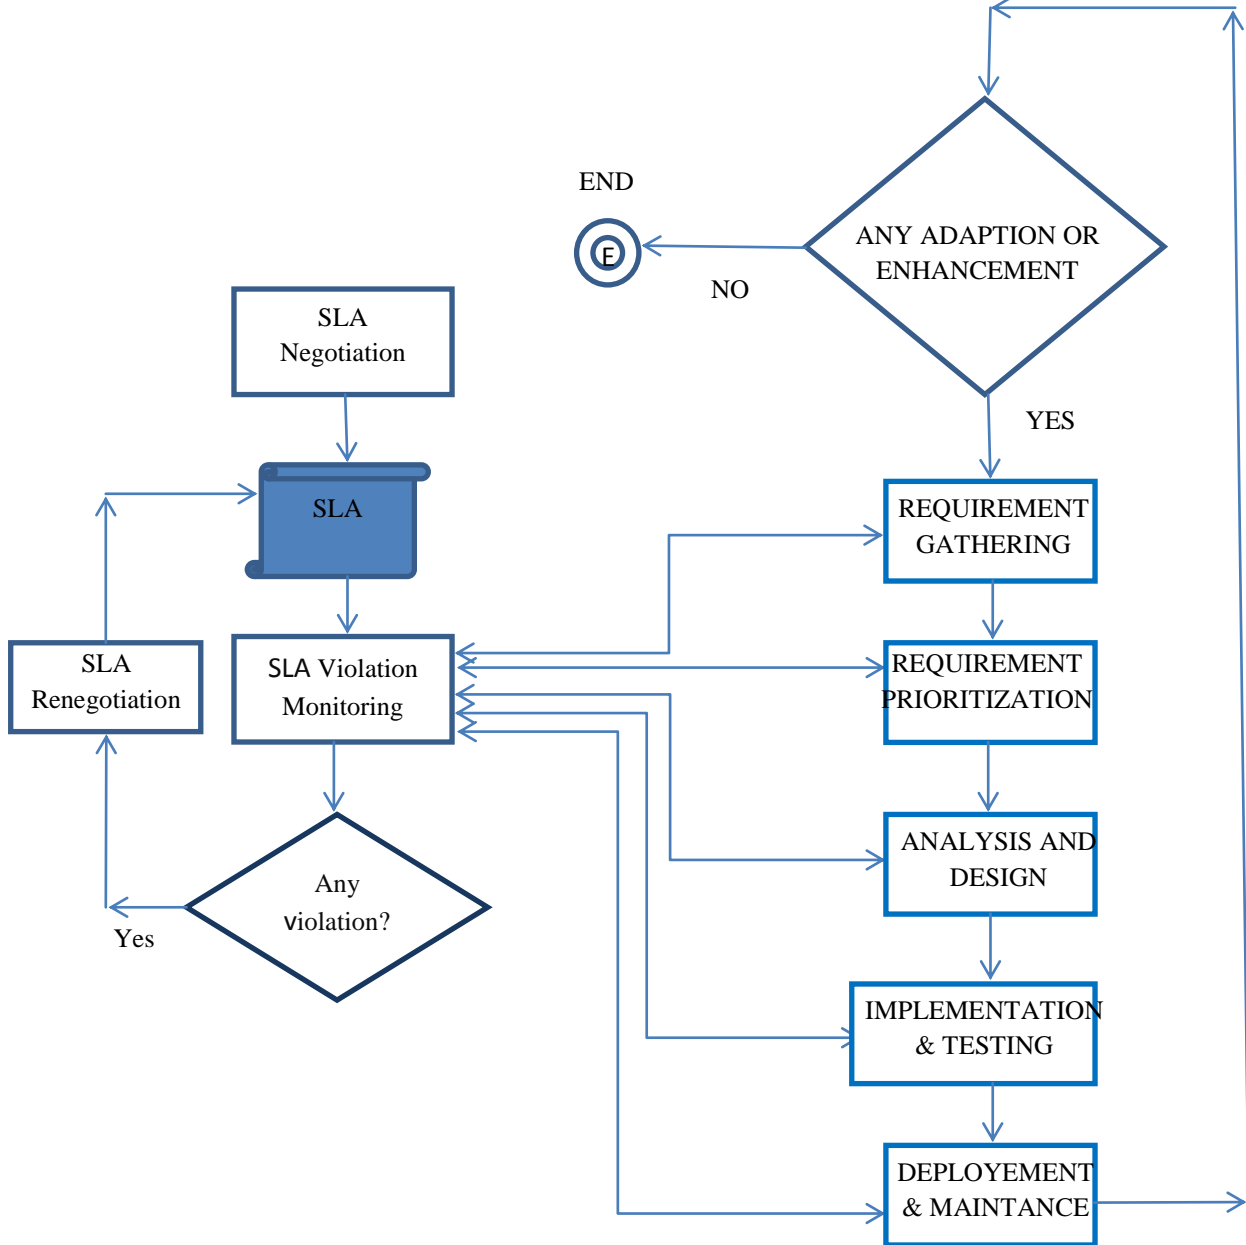 END
E
NO
ANY ADAPTION OR
ENHANCEMENT
YES
SLA
Negotiation
SLA
SLA
Renegotiation
SLA Violation
Monitoring
Any
violation?
Yes
REQUIREMENT
GATHERING
REQUIREMENT
PRIORITIZATION
ANALYSIS AND
DESIGN
IMPLEMENTATION
& TESTING
DEPLOYEMENT
& MAINTANCE